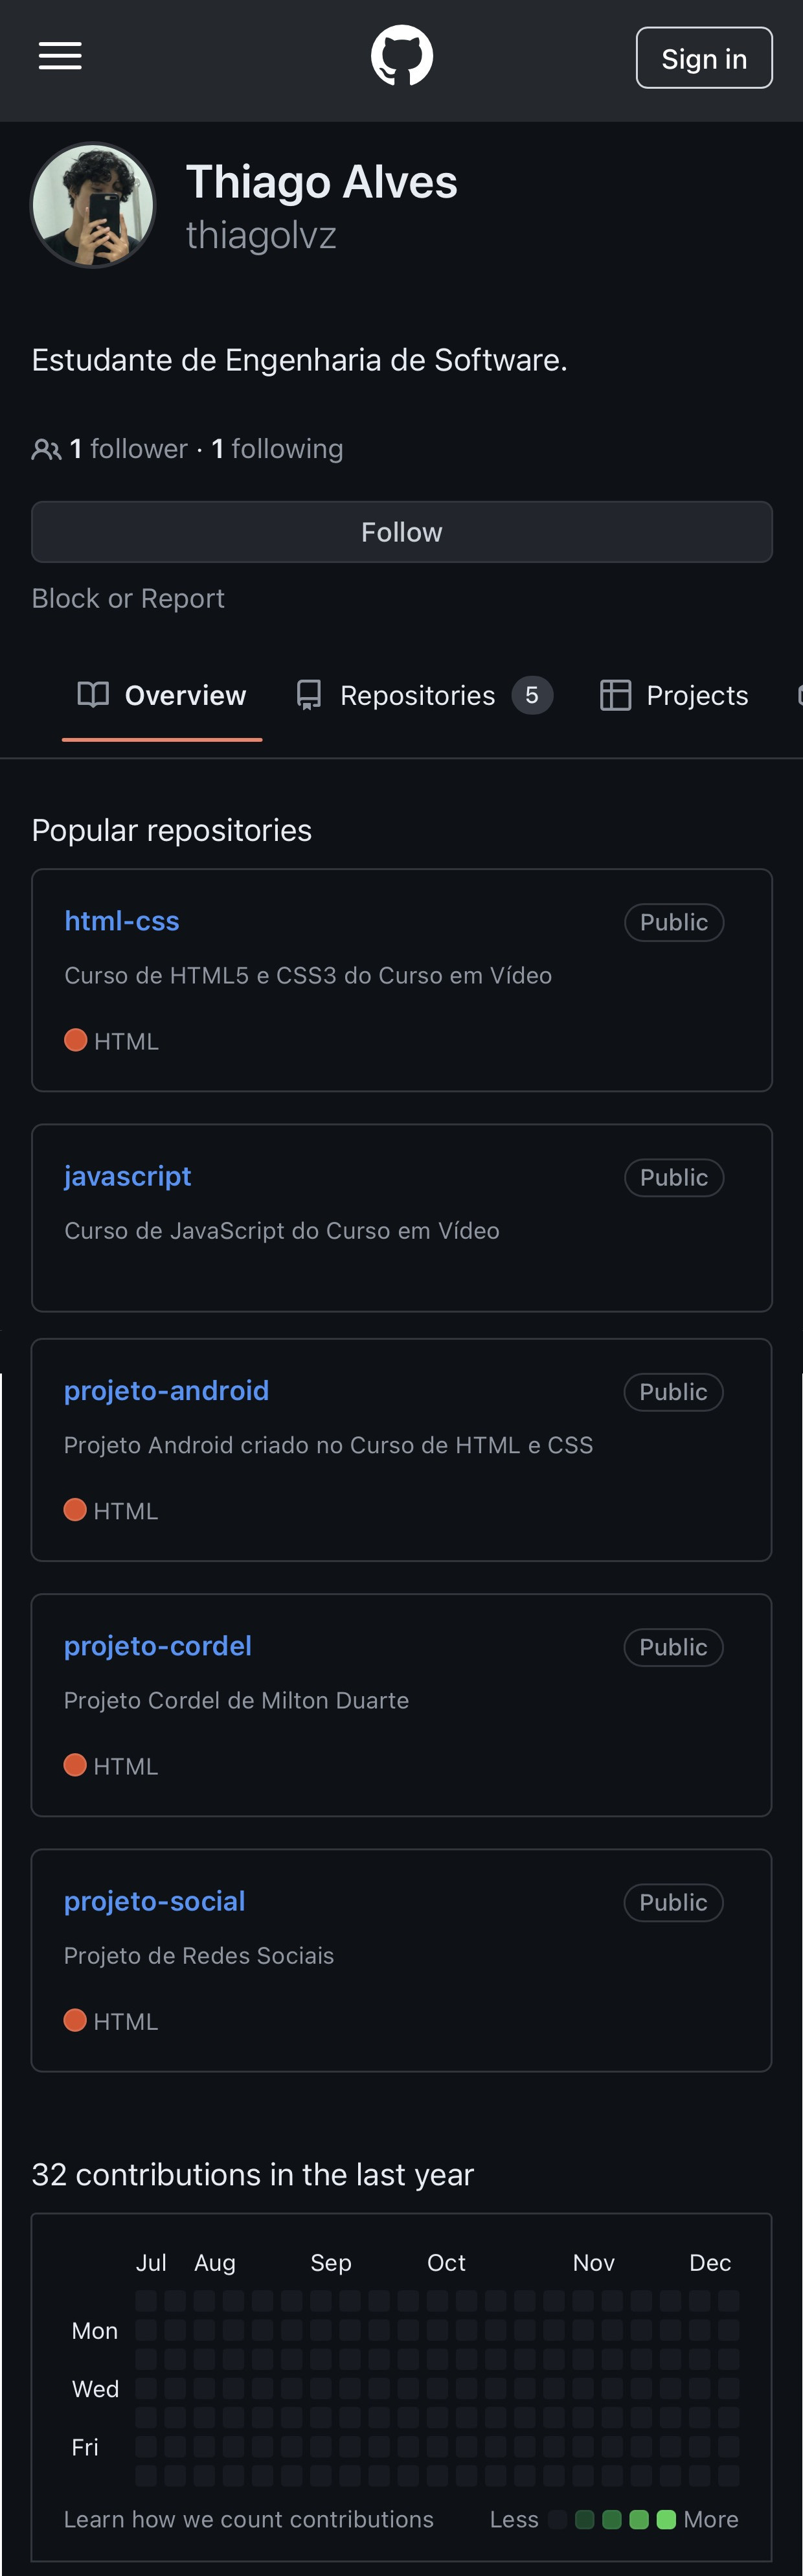 Sign in
Thiago Alves
thiagolvz
Estudante de Engenharia de Software.
1 follower · 1 following
Follow
Block or Report
Overview Repositories 5 Projects
Popular repositories
html-css Public
Curso de HTML5 e CSS3 do Curso em Vídeo
HTML
javascript Public
Curso de JavaScript do Curso em Vídeo
projeto-android Public
Projeto Android criado no Curso de HTML e CSS
HTML
projeto-cordel Public
Projeto Cordel de Milton Duarte
HTML
projeto-social Public
Projeto de Redes Sociais
HTML
32 contributions in the last year
Jul Aug Sep Oct Nov Dec
Mon
Wed
Fri
Learn how we count contributions Less More